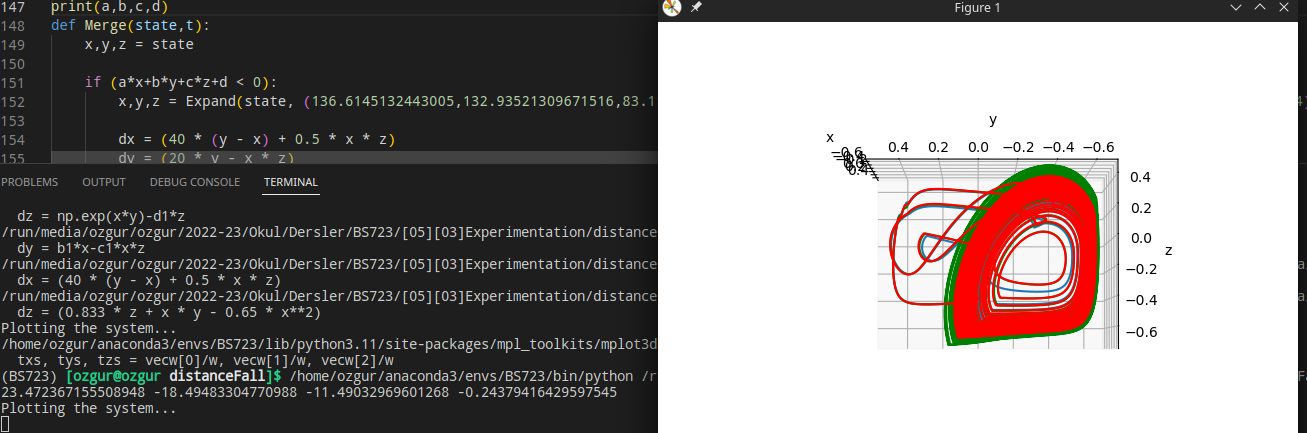 147 print(a,b,c,d)
148 def Merge(state,t):
149 x,y,z = state
150
151 if (a*x+b*y+c*z+d < 0):
152 x,y,z = Expand(state, (136.6145132443005,132.93521309671516,83.1
153
154 dx = (40 * (y - x) + 0.5 * x * z)
155 dy = (20 * y - x * z)
PROBLEMS OUTPUT DEBUG CONSOLE TERMINAL
dz = np.exp(x*y)-d1*z
/run/media/ozgur/ozgur/2022-23/Okul/Dersler/BS723/[05][03]Experimentation/distance
dy = b1*x-c1*x*z
/run/media/ozgur/ozgur/2022-23/Okul/Dersler/BS723/[05][03]Experimentation/distance
dx = (40 * (y - x) + 0.5 * x * z)
/run/media/ozgur/ozgur/2022-23/Okul/Dersler/BS723/[05][03]Experimentation/distance
dz = (0.833 * z + x * y - 0.65 * x**2)
Plotting the system...
/home/ozgur/anaconda3/envs/BS723/lib/python3.11/site-packages/mpl_toolkits/mplot3d
txs, tys, tzs = vecw[0]/w, vecw[1]/w, vecw[2]/w
(BS723) [ozgur@ozgur distanceFall]$ /home/ozgur/anaconda3/envs/BS723/bin/python /r
23.472367155508948 -18.49483304770988 -11.49032969601268 -0.24379416429597545
Plotting the system...
Figure 1
y
x
0.4 0.2 0.0 −0.2 −0.4 −0.6
−0.6
0.4
0.4
0.2
0.0
z
−0.2
−0.4
−0.6